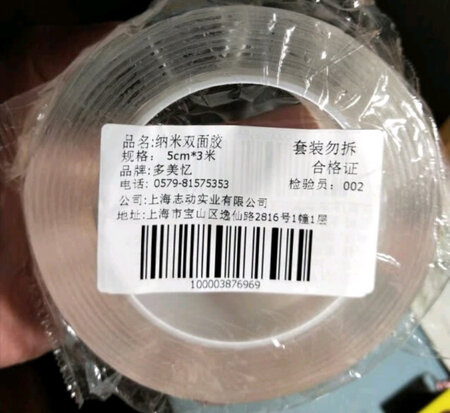 品名:纳米双面胶
套装勿拆
规格: 5cm*3米
合格证
品牌:多美忆
电话: 0579-81575353
检验员: 002
公司:上海志动实业有限公司
地址:上海市宝山区逸仙路2816号1幢1层
100003876969